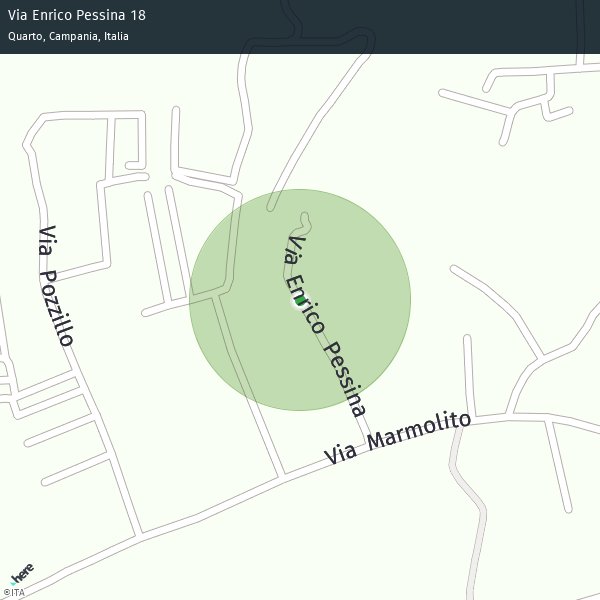 Via Enrico Pessina 18
Quarto, Campania, Italia
Via Pozzillo
Via Enrico Pessina
Via Marmolito
here
©ITA